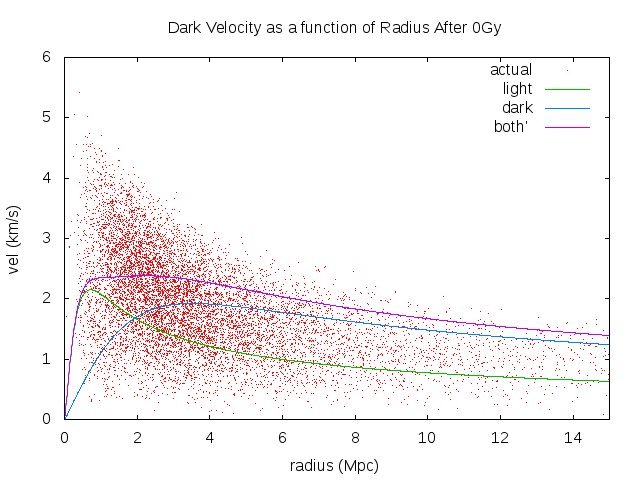 Dark Velocity as a function of Radius After 0Gy
actual
light
dark
both'
vel (km/s)
6
5
4
3
2
1
0
0 2 4 6 8 10 12 14
radius (Mpc)